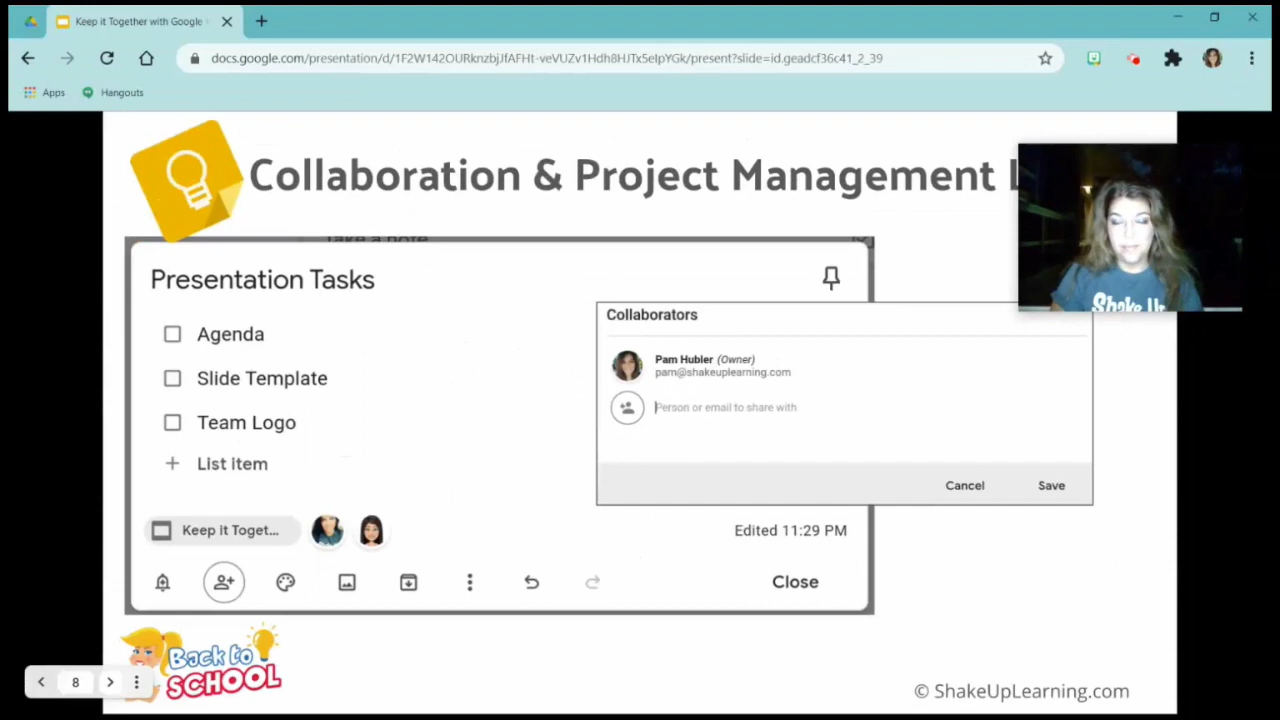 Keep it Together with Google
docs.google.com/presentation/d/1F2W142OURknzbjJfAFHt-veVUZv1Hdh8HJTx5eIpYGk/present?slide=id.geadcf36c41_2_39
Apps
Hangouts
Collaboration & Project Management
Take a note
Presentation Tasks
Agenda
Slide Template
Team Logo
+ List item
Keep it Toget...
Edited 11:29 PM
Close
Collaborators
Pam Hubler (Owner)
pam@shakeuplearning.com
Person or email to share with
Cancel
Save
Shake Up
Back to
SCHOOL
8
© ShakeUpLearning.com